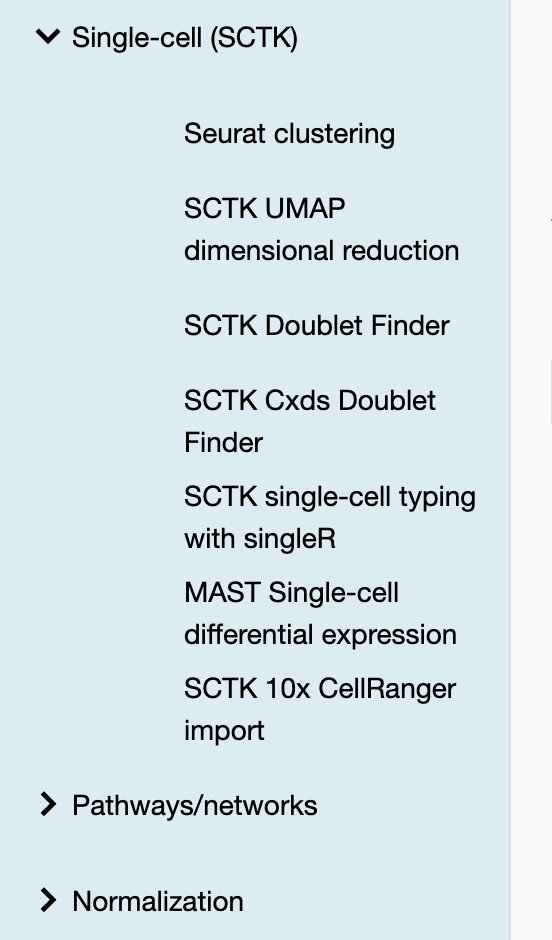 Single-cell (SCTK)
Seurat clustering
SCTK UMAP
dimensional reduction
SCTK Doublet Finder
SCTK Cxds Doublet
Finder
SCTK single-cell typing
with singleR
MAST Single-cell
differential expression
SCTK 10x CellRanger
import
Pathways/networks
Normalization